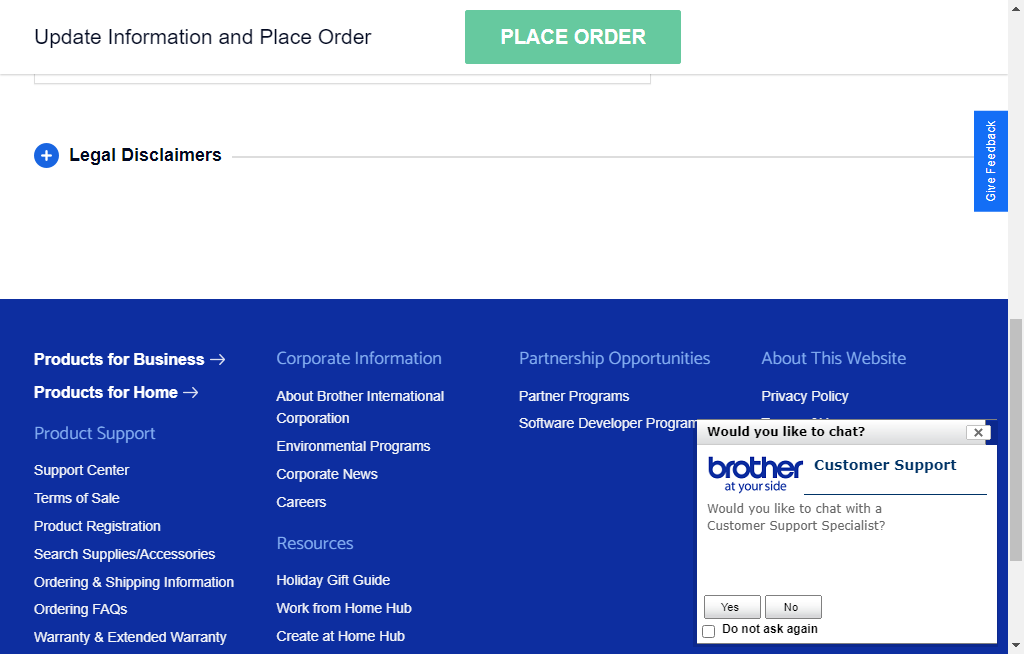 Update Information and Place Order
PLACE ORDER
Legal Disclaimers
Give Feedback
Products for Business
Products for Home
Product Support
Support Center
Terms of Sale
Product Registration
Search Supplies/Accessories
Ordering & Shipping Information
Ordering FAQs
Warranty & Extended Warranty
Corporate Information
About Brother International
Corporation
Environmental Programs
Corporate News
Careers
Resources
Holiday Gift Guide
Work from Home Hub
Create at Home Hub
Partnership Opportunities
Partner Programs
Software Developer Program
About This Website
Privacy Policy
Would you like to chat?
brother
at your side
Customer Support
Would you like to chat with a
Customer Support Specialist?
Yes
No
Do not ask again